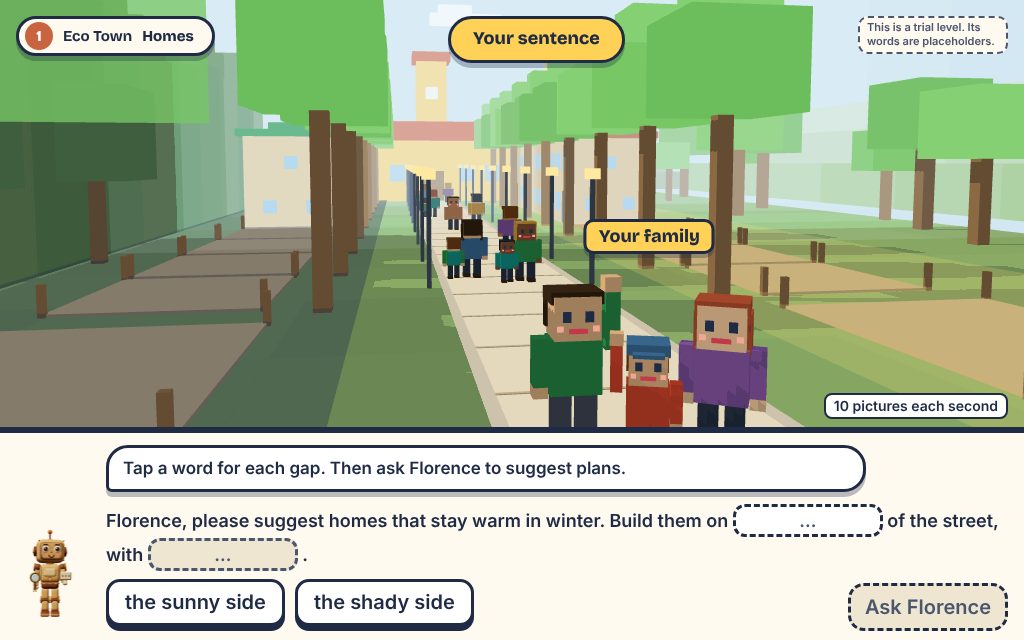 1 Eco Town Homes
Your sentence
This is a trial level. Its
words are placeholders.
Your family
10 pictures each second
Tap a word for each gap. Then ask Florence to suggest plans.
Florence, please suggest homes that stay warm in winter. Build them on ... of the street,
with ... .
the sunny side
the shady side
Ask Florence